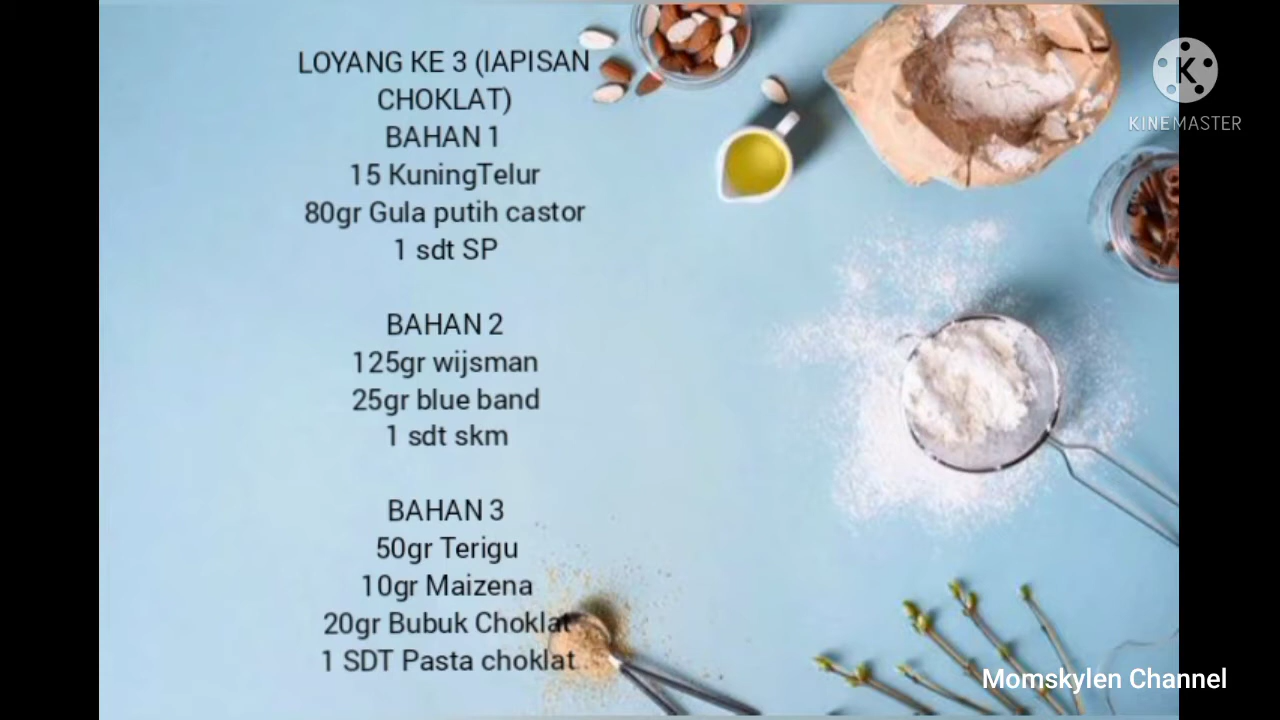 LOYANG KE 3 (lAPISAN
CHOKLAT)
BAHAN 1
15 KuningTelur
80gr Gula putih castor
1 sdt SP
BAHAN 2
125gr wijsman
25gr blue band
1 sdt skm
BAHAN 3
50gr Terigu
10gr Maizena
20gr Bubuk Choklat
1 SDT Pasta choklat
K
KINEMASTER
Momskylen Channel